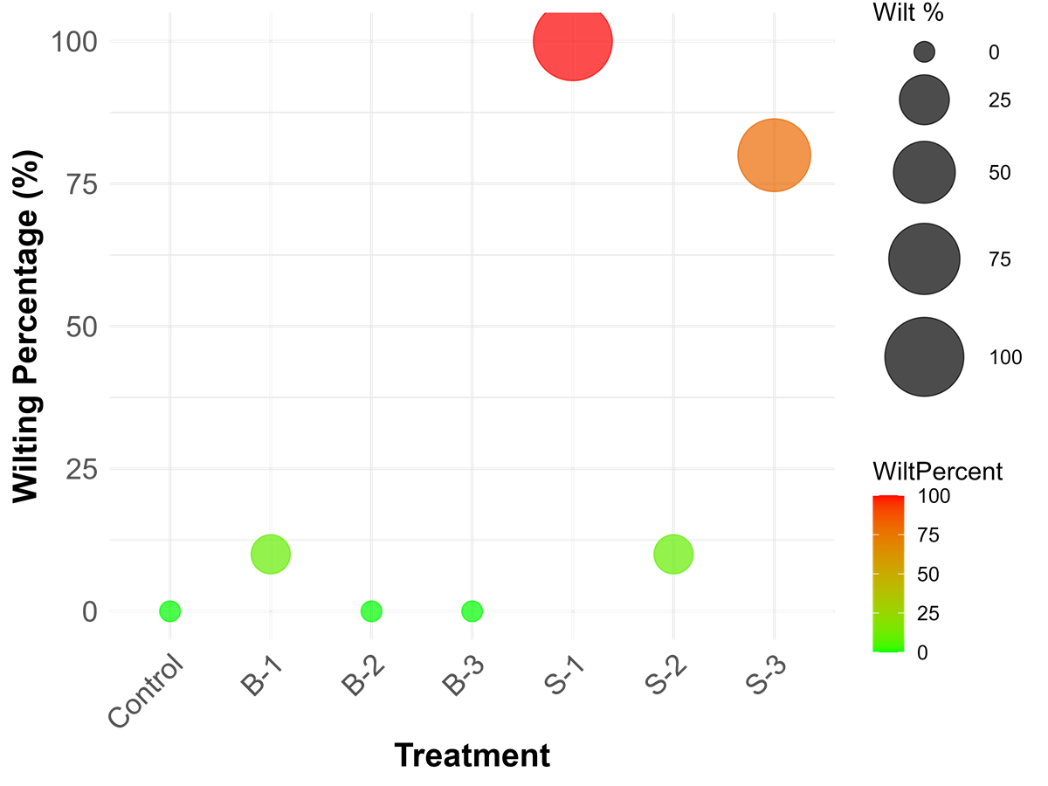 Wilting Percentage (%)
100
75
50
25
0
Control
B-1
B-2
B-3
S-1
S-2
S-3
Treatment
Wilt %
0
25
50
75
100
WiltPercent
100
75
50
25
0